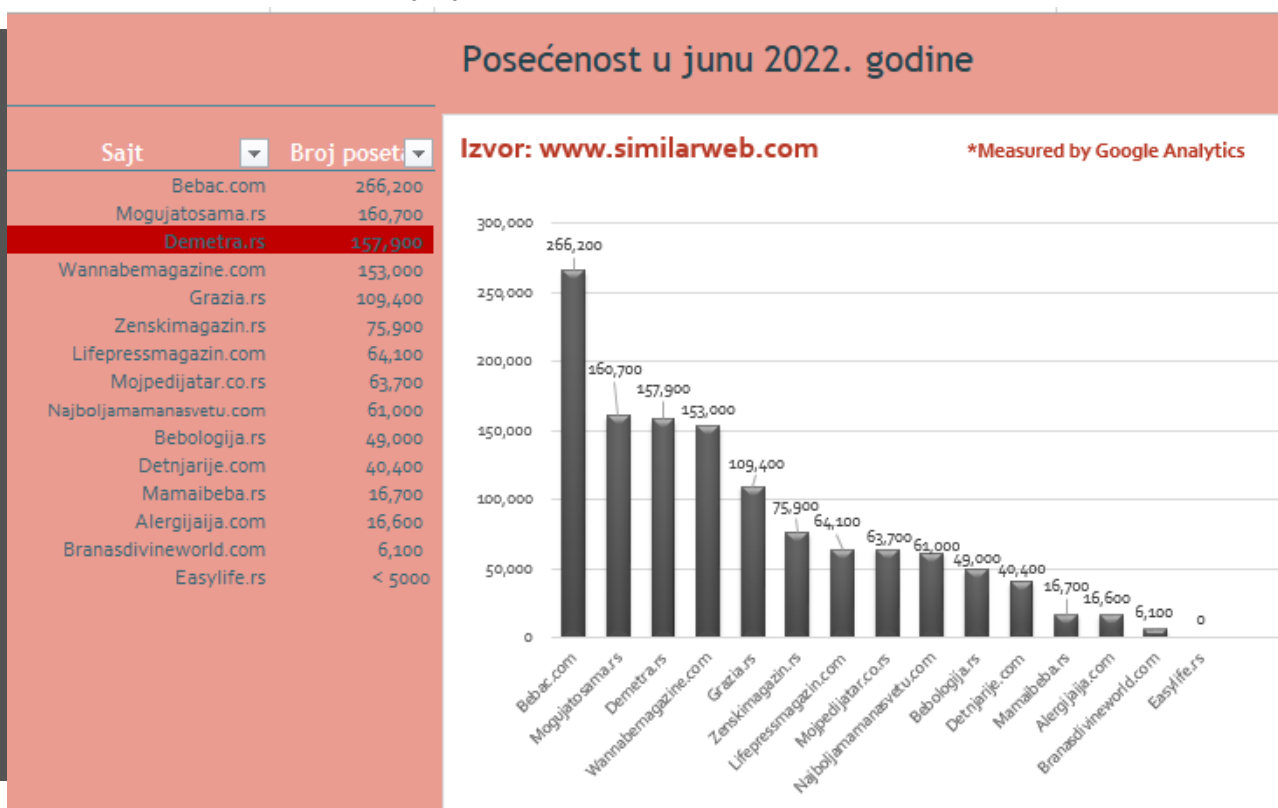 Posećenost u junu 2022. godine
Sajt Broj poseta
Bebac.com 266,200
Mogujatosama.rs 160,700
Demetra.rs 157,900
Wannabemagazine.com 153,000
Grazia.rs 109,400
Zenskimagazin.rs 75,900
Lifepressmagazin.com 64,100
Mojpedijatar.co.rs 63,700
Najboljamamanasvetu.com 61,000
Bebologija.rs 49,000
Detnjarije.com 40,400
Mamaibeba.rs 16,700
Alergijaija.com 16,600
Branasdivineworld.com 6,100
Easylife.rs < 5000
Izvor: www.similarweb.com *Measured by Google Analytics
300,000
250,000
200,000
150,000
100,000
50,000
0
266,200
160,700
157,900
153,000
109,400
75,900
64,100
63,700
61,000
49,000
40,400
16,700
16,600
6,100
0
Bebac.com
Mogujatosama.rs
Demetra.rs
Wannabemagazine.com
Grazia.rs
Zenskimagazin.rs
Lifepressmagazin.com
Mojpedijatar.co.rs
Najboljamamanasvetu.com
Bebologija.rs
Detnjarije.com
Mamaibeba.rs
Alergijaija.com
Branasdivineworld.com
Easylife.rs